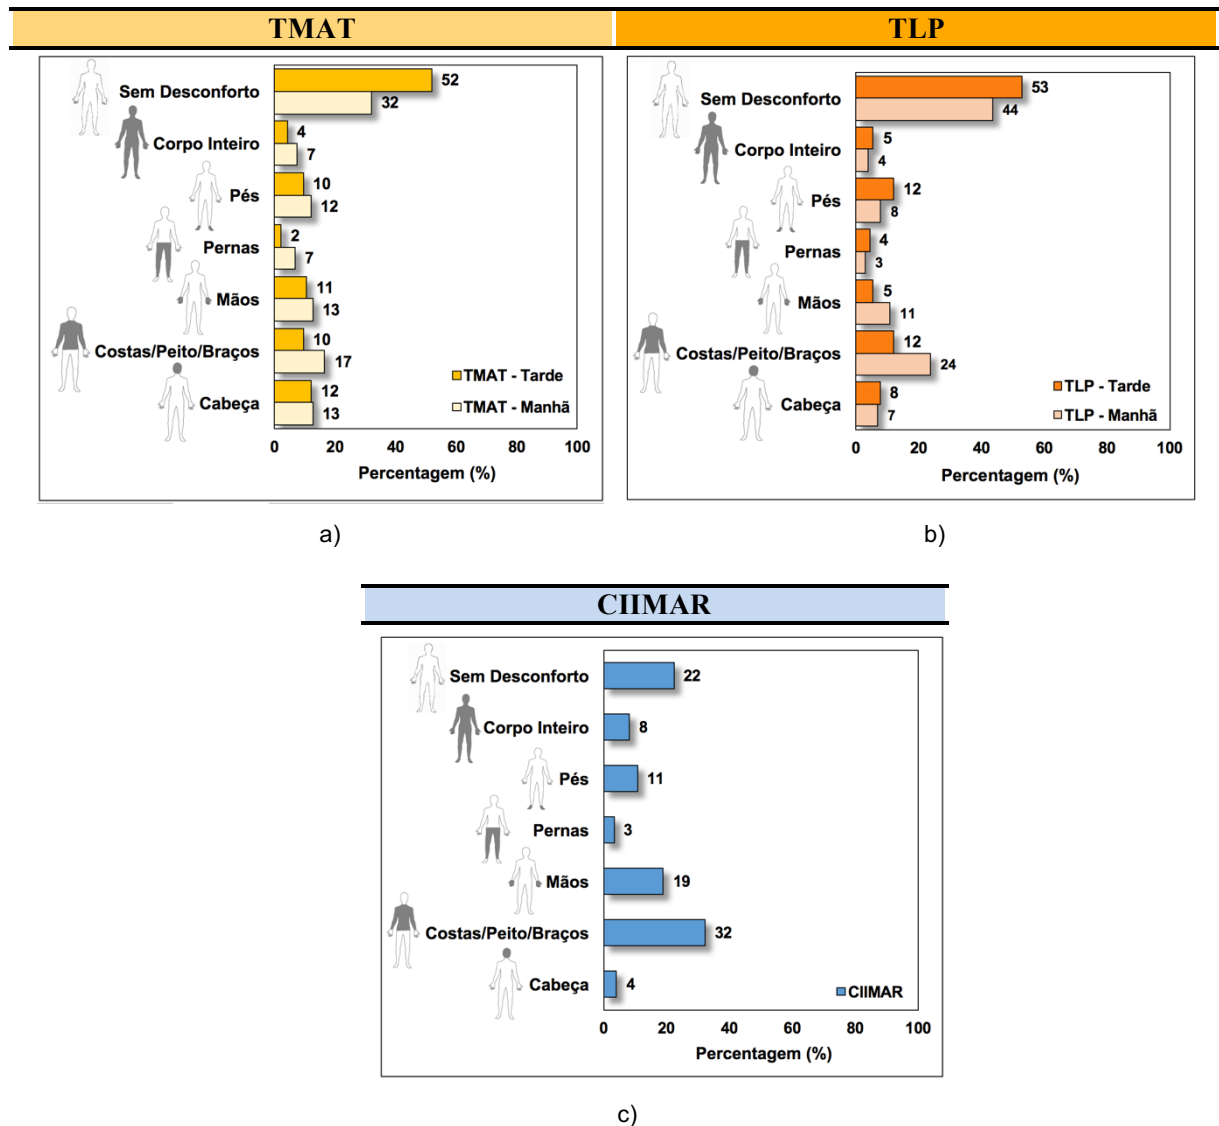 TMAT
Sem Desconforto
52
32
Corpo Inteiro
4
7
Pés
10
12
Pernas
2
7
Mãos
11
13
Costas/Peito/Braços
10
17
Cabeça
12
13
TMAT - Tarde
TMAT - Manhã
0 20 40 60 80 100
Percentagem (%)
a)
TLP
Sem Desconforto
53
44
Corpo Inteiro
5
4
Pés
12
8
Pernas
4
3
Mãos
5
11
Costas/Peito/Braços
12
24
Cabeça
8
7
TLP - Tarde
TLP - Manhã
0 20 40 60 80 100
Percentagem (%)
b)
CIIMAR
Sem Desconforto 22
Corpo Inteiro 8
Pés 11
Pernas 3
Mãos 19
Costas/Peito/Braços 32
Cabeça 4
CIIMAR
0 20 40 60 80 100
Percentagem (%)
c)